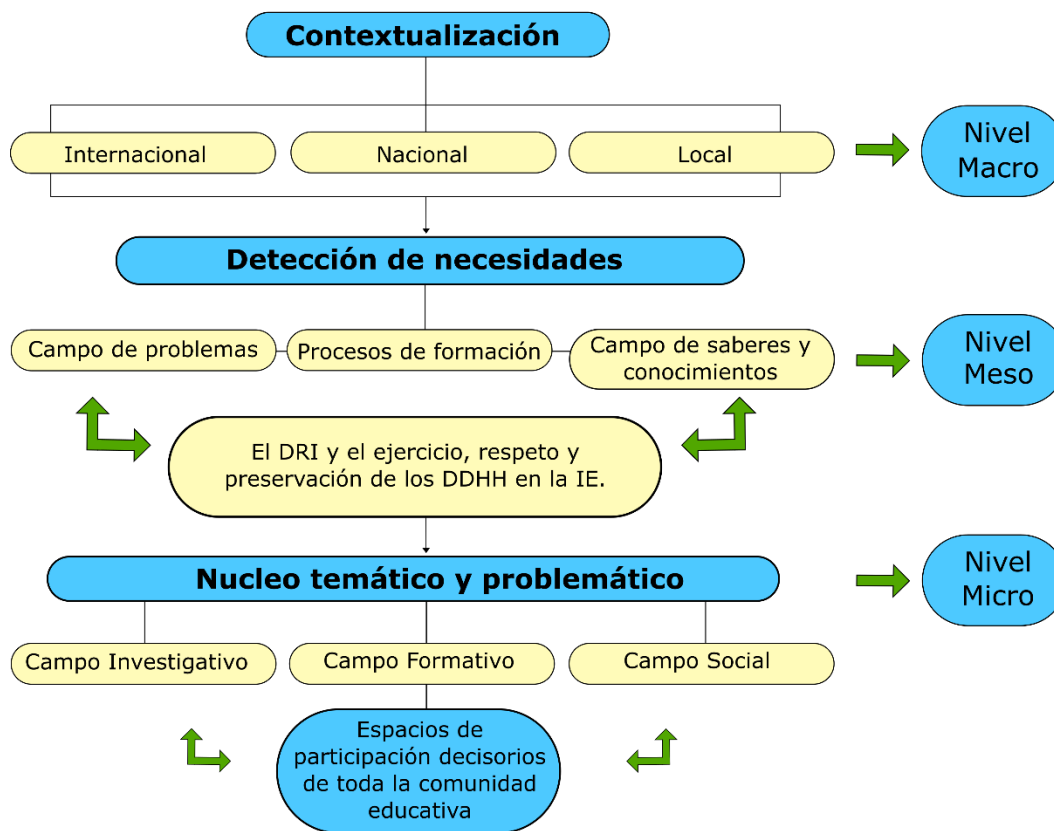 Contextualización
Internacional
Nacional
Local
Nivel
Macro
Detección de necesidades
Campo de problemas
Procesos de formación
Campo de saberes y
conocimientos
Nivel
Meso
El DRI y el ejercicio, respeto y
preservación de los DDHH en la IE.
Nucleo temático y problemático
Nivel
Micro
Campo Investigativo
Campo Formativo
Campo Social
Espacios de
participación decisorios
de toda la comunidad
educativa